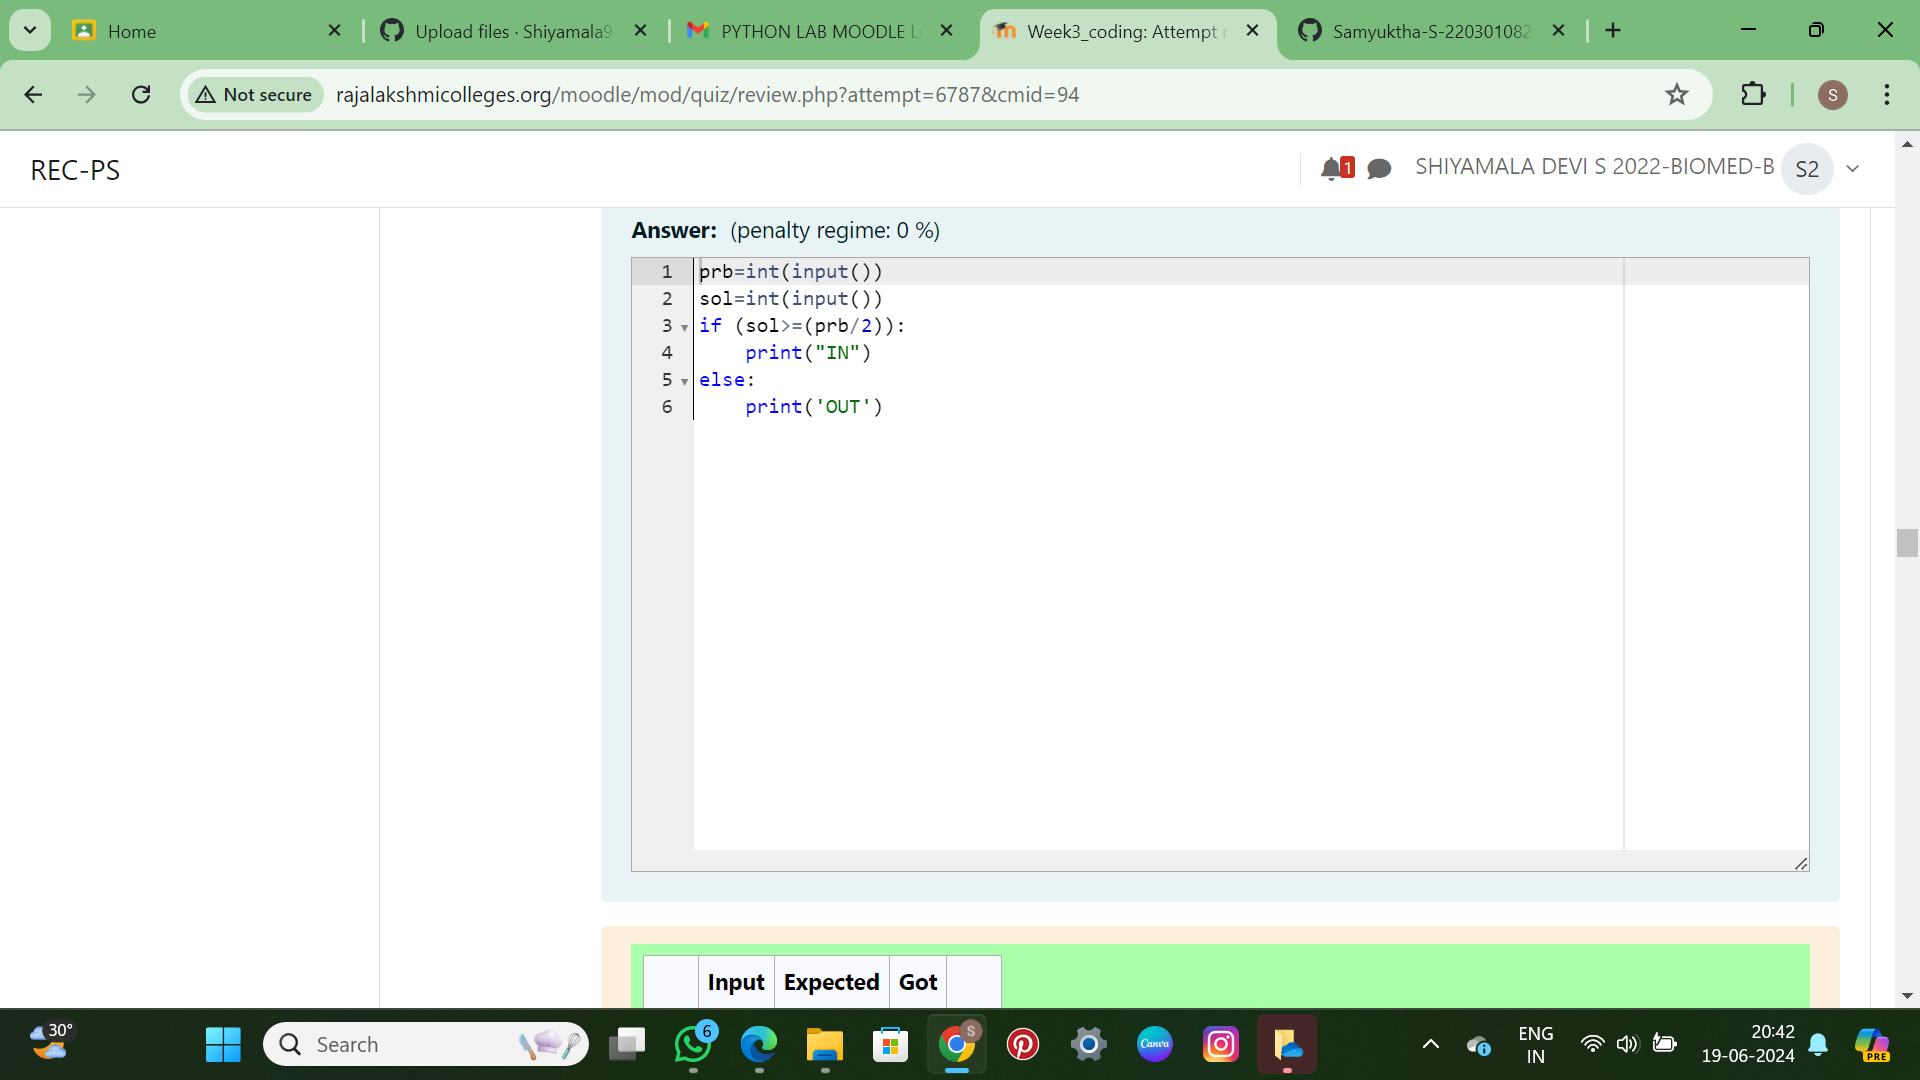 Home
Upload files · Shiyamala9
PYTHON LAB MOODLE L
Week3_coding: Attempt r
Samyuktha-S-220301082
Not secure
rajalakshmicolleges.org/moodle/mod/quiz/review.php?attempt=6787&cmid=94
S
REC-PS
1
SHIYAMALA DEVI S 2022-BIOMED-B
S2
Answer: (penalty regime: 0 %)
1 prb=int(input())
2 sol=int(input())
3 if (sol>=(prb/2)):
4     print("IN")
5 else:
6     print('OUT')
Input Expected Got
30°
Search
6
S
Canva
ENG
IN
20:42
19-06-2024
PRE